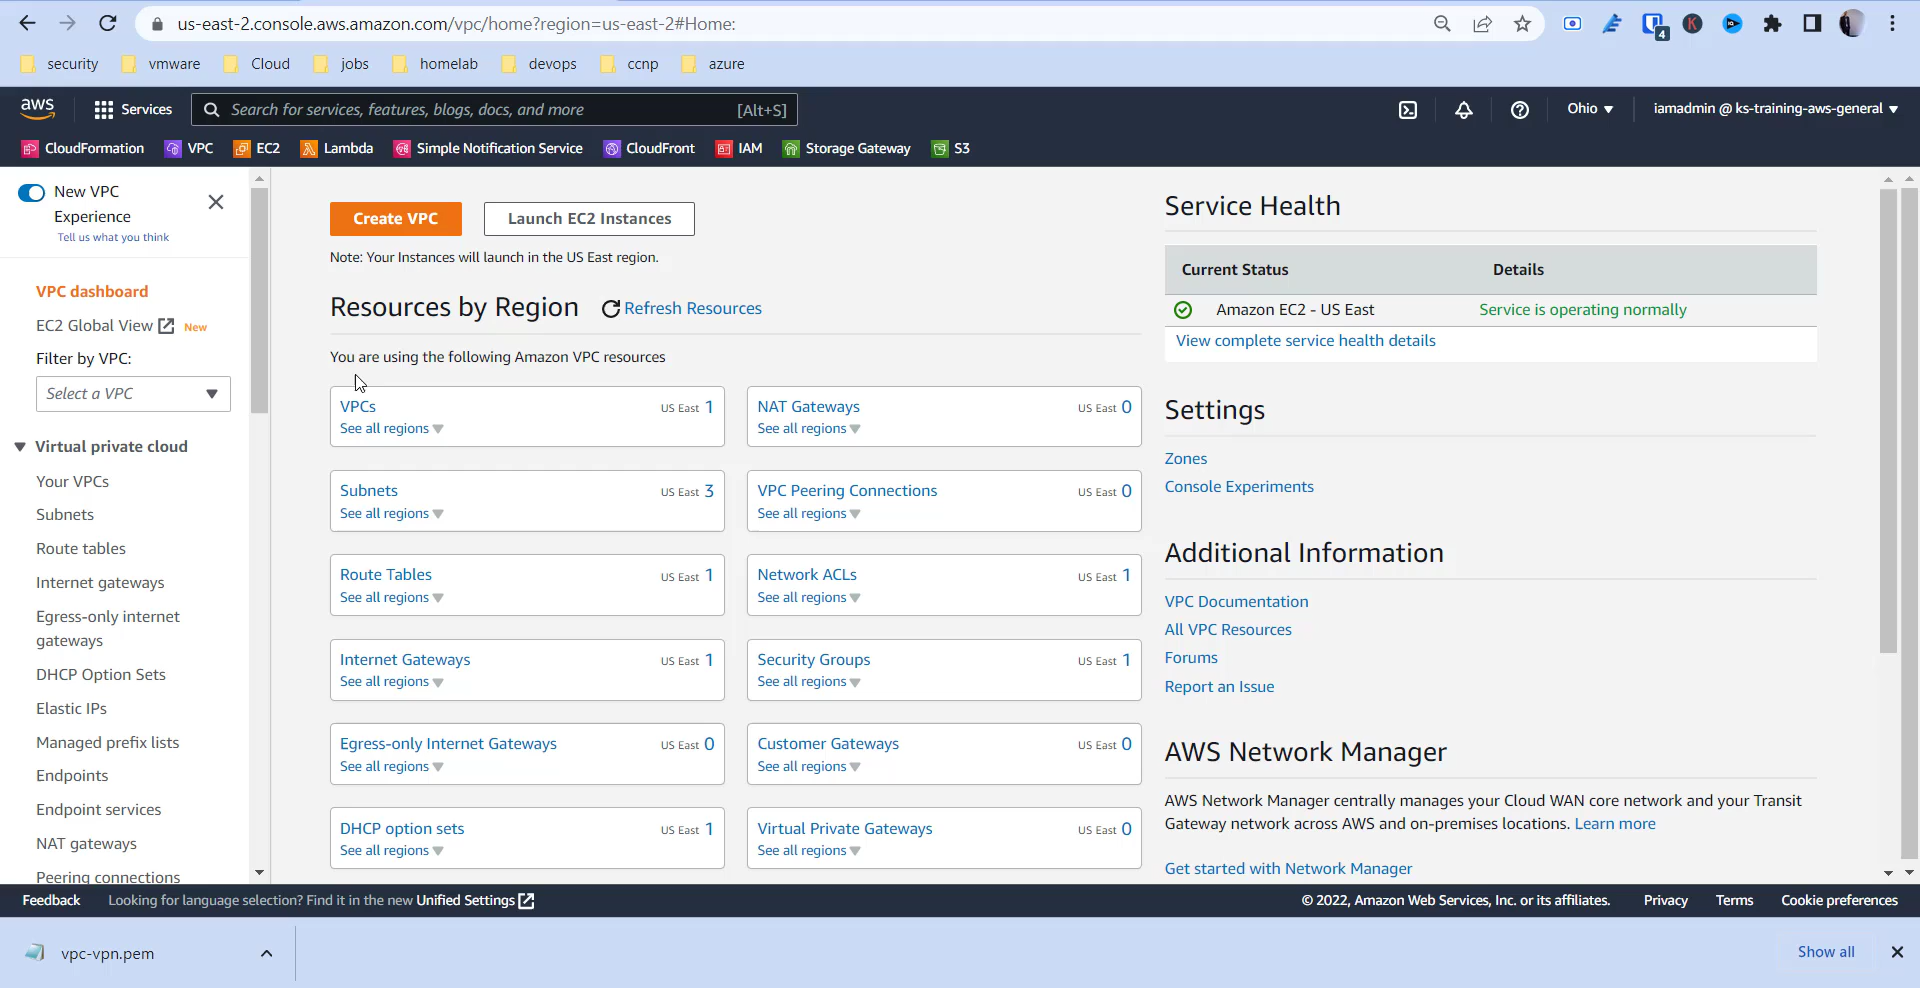 us-east-2.console.aws.amazon.com/vpc/home?region=us-east-2#Home:
4
K
security
vmware
Cloud
jobs
homelab
devops
ccnp
azure
aws
Services
Search for services, features, blogs, docs, and more
[Alt+S]
Ohio
iamadmin @ ks-training-aws-general
CloudFormation
VPC
EC2
Lambda
Simple Notification Service
CloudFront
IAM
Storage Gateway
S3
New VPC
Experience
Tell us what you think
VPC dashboard
EC2 Global View
New
Filter by VPC:
Select a VPC
Virtual private cloud
Your VPCs
Subnets
Route tables
Internet gateways
Egress-only internet
gateways
DHCP Option Sets
Elastic IPs
Managed prefix lists
Endpoints
Endpoint services
NAT gateways
Peering connections
Create VPC
Launch EC2 Instances
Note: Your Instances will launch in the US East region.
Resources by Region
Refresh Resources
You are using the following Amazon VPC resources
VPCs US East 1
See all regions
NAT Gateways US East 0
See all regions
Subnets US East 3
See all regions
VPC Peering Connections US East 0
See all regions
Route Tables US East 1
See all regions
Network ACLs US East 1
See all regions
Internet Gateways US East 1
See all regions
Security Groups US East 1
See all regions
Egress-only Internet Gateways US East 0
See all regions
Customer Gateways US East 0
See all regions
DHCP option sets US East 1
See all regions
Virtual Private Gateways US East 0
See all regions
Service Health
Current Status Details
Amazon EC2 - US East Service is operating normally
View complete service health details
Settings
Zones
Console Experiments
Additional Information
VPC Documentation
All VPC Resources
Forums
Report an Issue
AWS Network Manager
AWS Network Manager centrally manages your Cloud WAN core network and your Transit
Gateway network across AWS and on-premises locations. Learn more
Get started with Network Manager
Feedback
Looking for language selection? Find it in the new Unified Settings
© 2022, Amazon Web Services, Inc. or its affiliates.
Privacy
Terms
Cookie preferences
vpc-vpn.pem
Show all